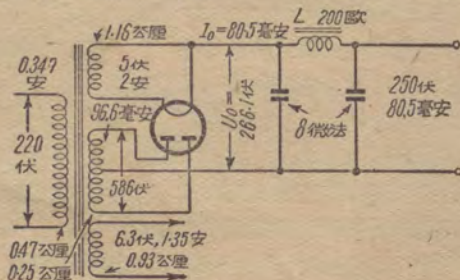 1·16公厘
I₀=80.5毫安
L 200歐
0.347
安
5伏
2安
U₀=
266·1伏
250伏
80.5毫安
96.6毫安
8微法
220
伏
586伏
0.47公厘
0.25公厘
6.3伏,1.35安
0.93公厘